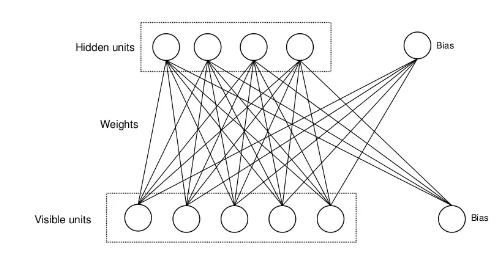 Hidden units
Bias
Weights
Visible units
Bias